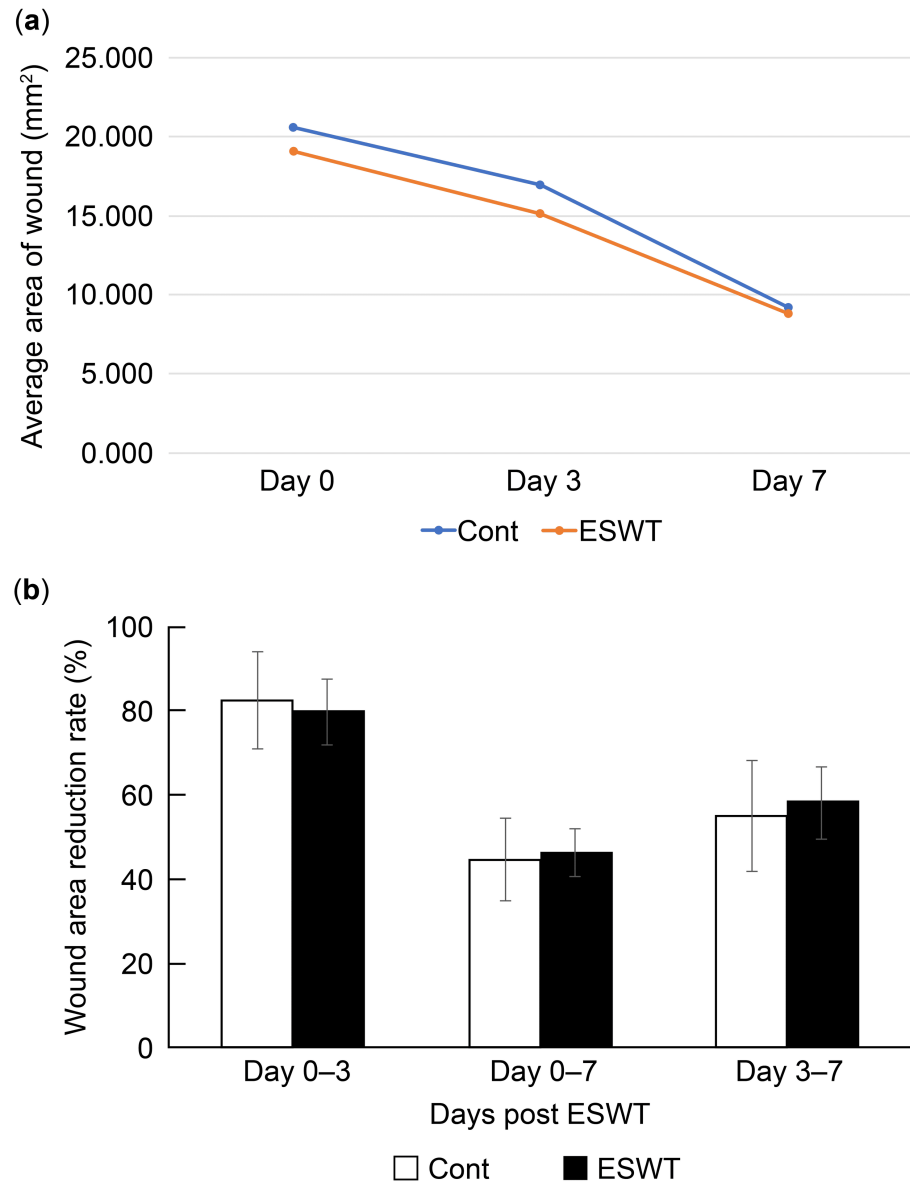 (a)
Average area of wound (mm²)
25.000
20.000
15.000
10.000
5.000
0.000
Day 0 Day 3 Day 7
Cont ESWT
(b)
Wound area reduction rate (%)
100
80
60
40
20
0
Day 0–3 Day 0–7 Day 3–7
Days post ESWT
Cont ESWT